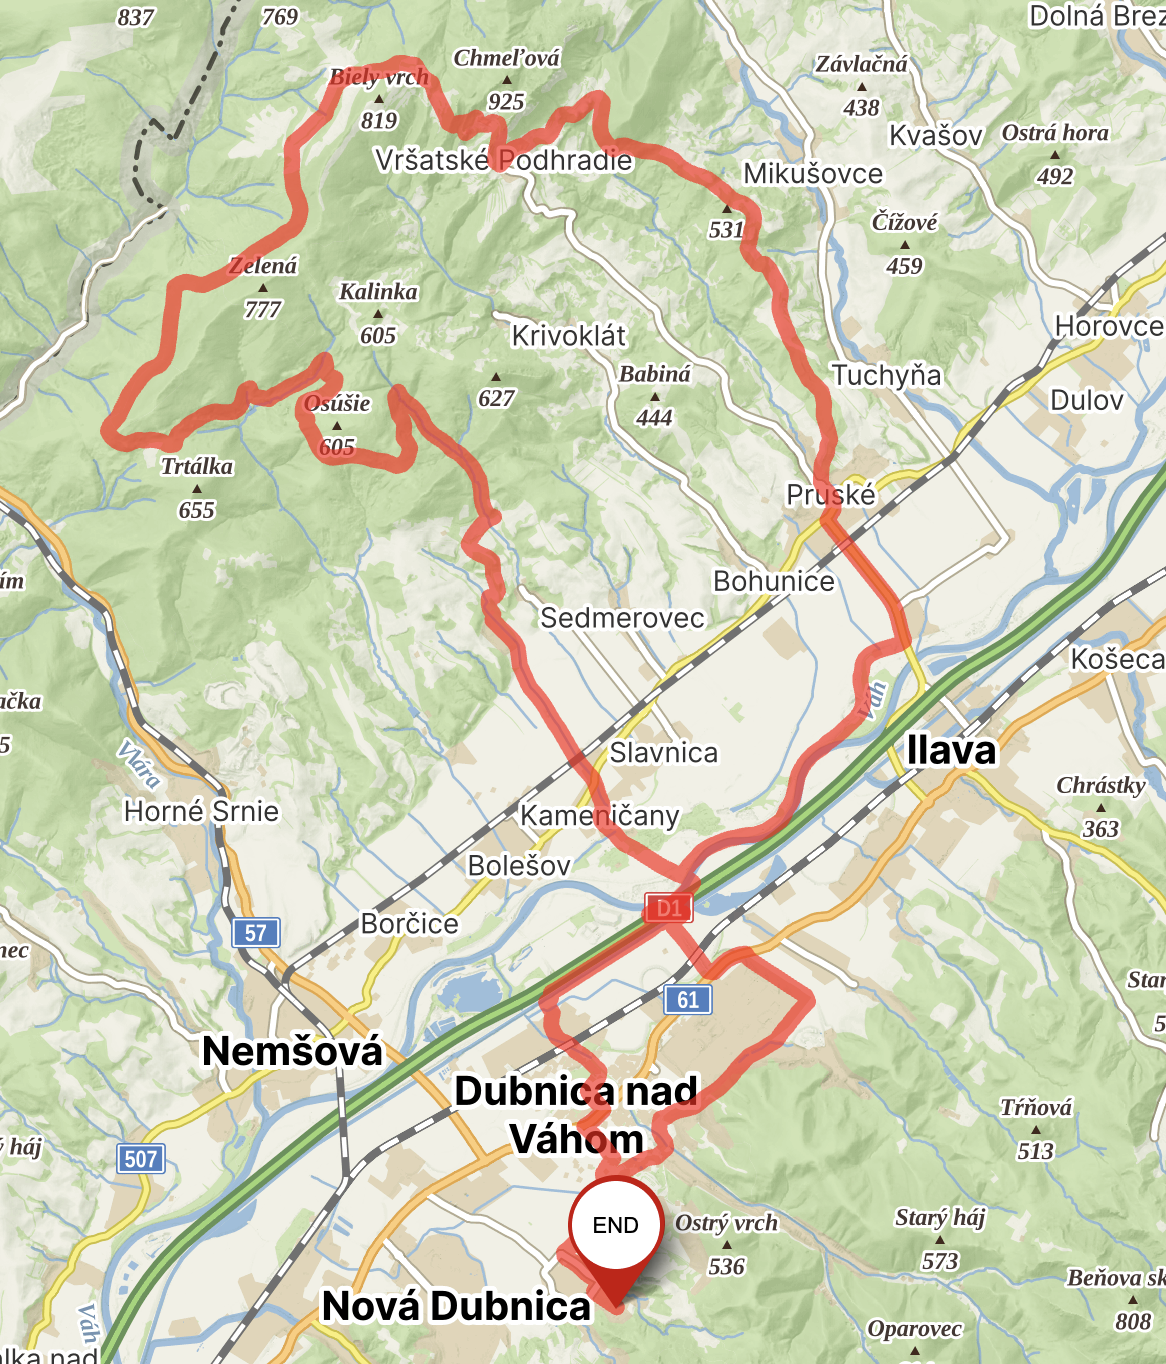 837
769
Dolná Brez
Chmeľová
925
Závlačná
438
Biely vrch
819
Kvašov
Ostrá hora
492
Vršatské Podhradie
Mikušovce
531
Čížové
459
Zelená
777
Kalinka
605
Krivoklát
Horovce
627
Babiná
444
Tuchyňa
Dulov
Osúšie
605
Trtálka
655
Pruské
ím
Bohunice
Sedmerovec
Košeca
ačka
5
Váh
Vlára
Slavnica
Ilava
Horné Srnie
Kameničany
Chrástky
363
Bolešov
D1
57
Borčice
nec
Star
5
61
Nemšová
Dubnica nad
Váhom
Tŕňová
513
ý háj
507
END
Ostrý vrch
536
Starý háj
573
Beňova sk
808
Nová Dubnica
Váh
Oparovec
alka nad